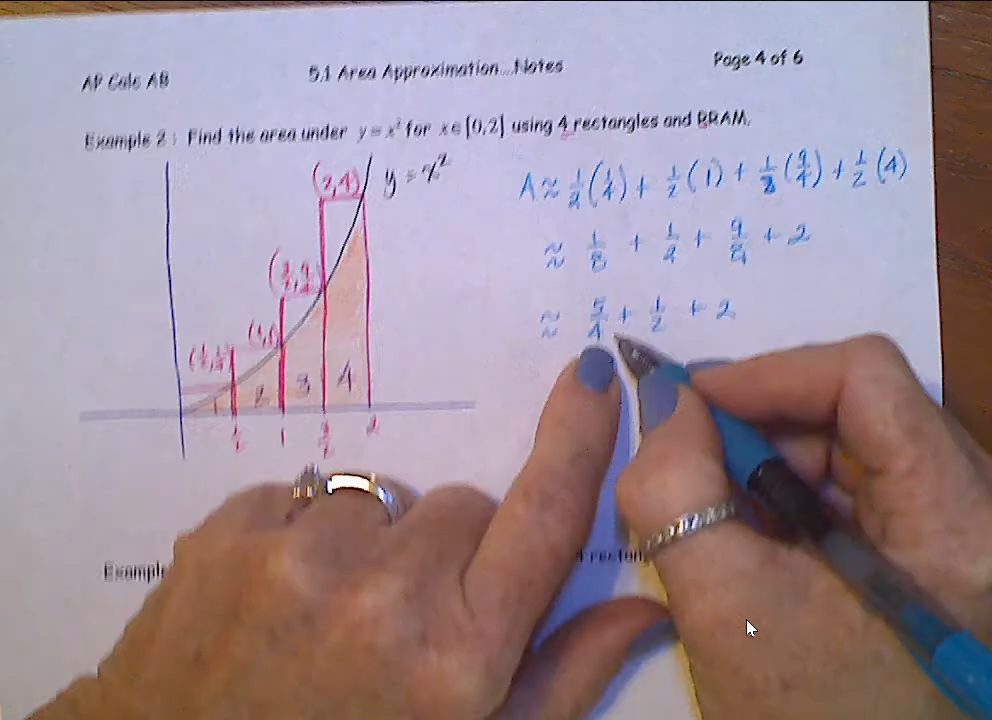 AP Calc AB 5.1 Area Approximation...Notes Page 4 of 6
Example 2: Find the area under y = x² for x∈[0,2] using 4 rectangles and RRAM.
y = x²
(2,4)
(3/2, 9/4)
(1,1)
(1/2, 1/4)
1 2 3 4
1/2 1 3/2 2
A ≈ 1/2(1/4) + 1/2(1) + 1/2(9/4) + 1/2(4)
≈ 1/8 + 1/2 + 9/8 + 2
≈ 5/4 + 1/2 + 2
Example
4 rectang